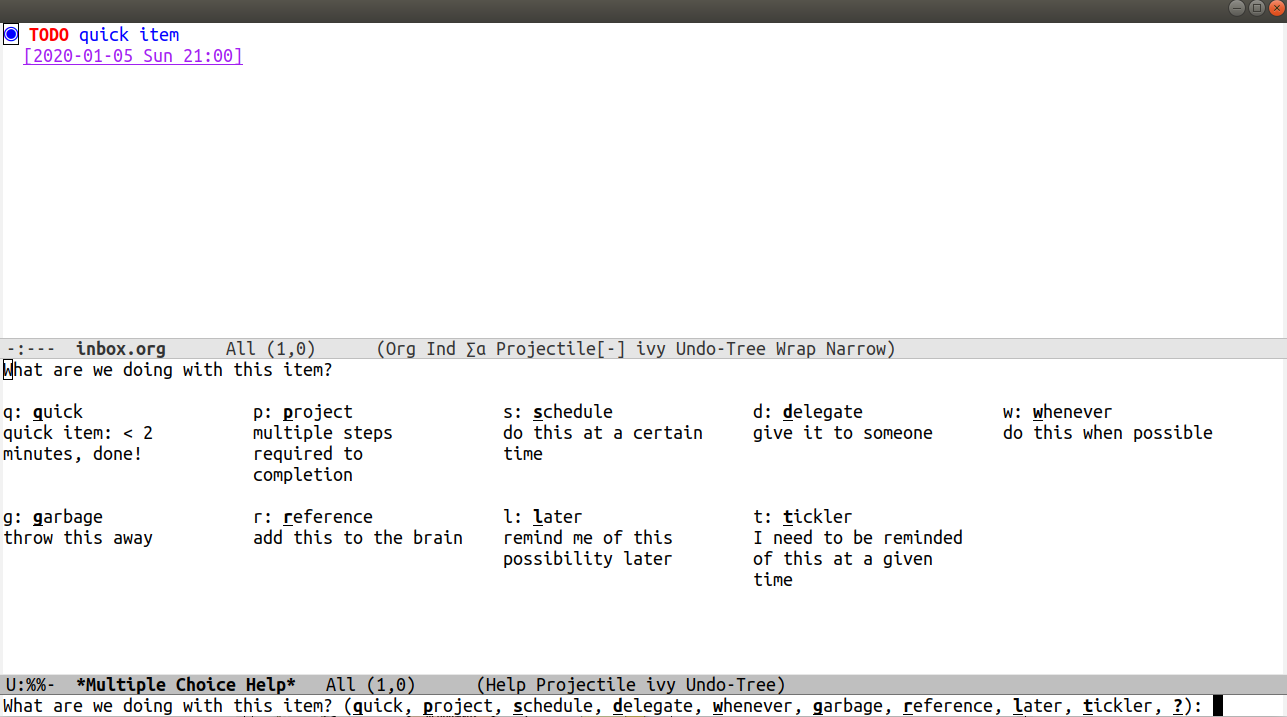 TODO quick item
[2020-01-05 Sun 21:00]
-:--- inbox.org All (1,0) (Org Ind ∑α Projectile[-] ivy Undo-Tree Wrap Narrow)
What are we doing with this item?
q: quick p: project s: schedule d: delegate w: whenever
quick item: < 2 multiple steps do this at a certain give it to someone do this when possible
minutes, done! required to time
completion
g: garbage r: reference l: later t: tickler
throw this away add this to the brain remind me of this I need to be reminded
possibility later of this at a given
time
U:%%- *Multiple Choice Help* All (1,0) (Help Projectile ivy Undo-Tree)
What are we doing with this item? (quick, project, schedule, delegate, whenever, garbage, reference, later, tickler, ?):